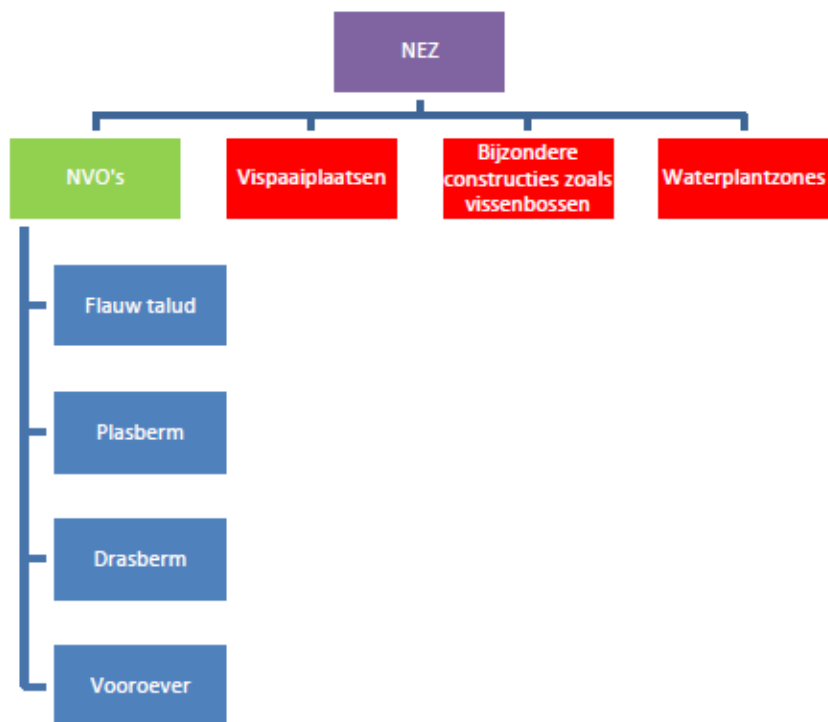 NEZ
NVO's
Vispaaiplaatsen
Bijzondere
constructies zoals
vissenbossen
Waterplantzones
Flauw talud
Plasberm
Drasberm
Vooroever